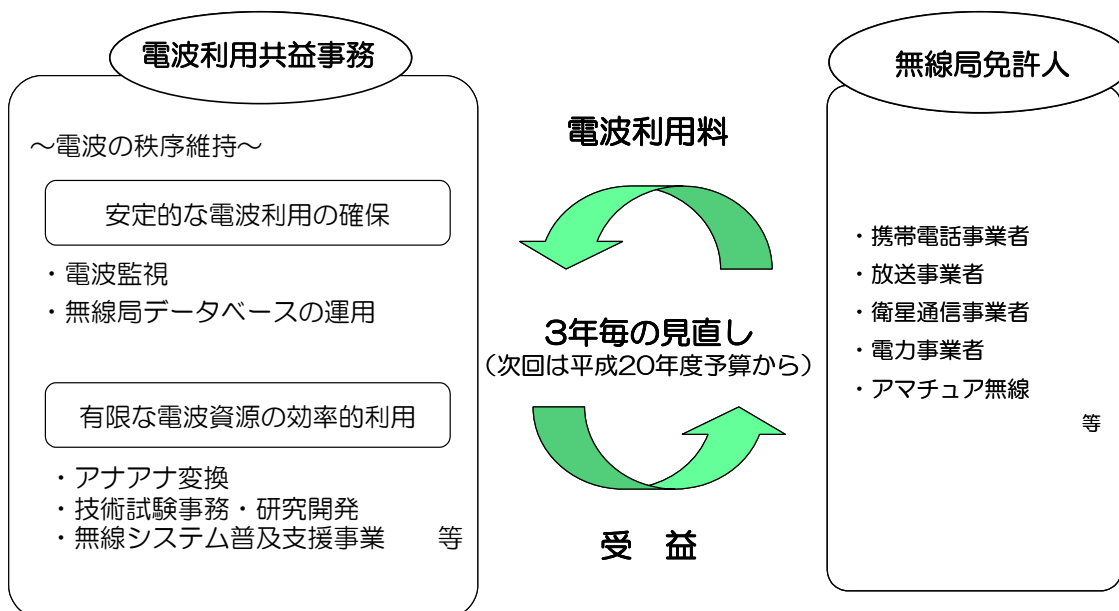 電波利用共益事務
～電波の秩序維持～
安定的な電波利用の確保
・電波監視
・無線局データベースの運用
有限な電波資源の効率的利用
・アナアナ変換
・技術試験事務・研究開発
・無線システム普及支援事業　等
電波利用料
3年毎の見直し
（次回は平成20年度予算から）
受　益
無線局免許人
・携帯電話事業者
・放送事業者
・衛星通信事業者
・電力事業者
・アマチュア無線
等